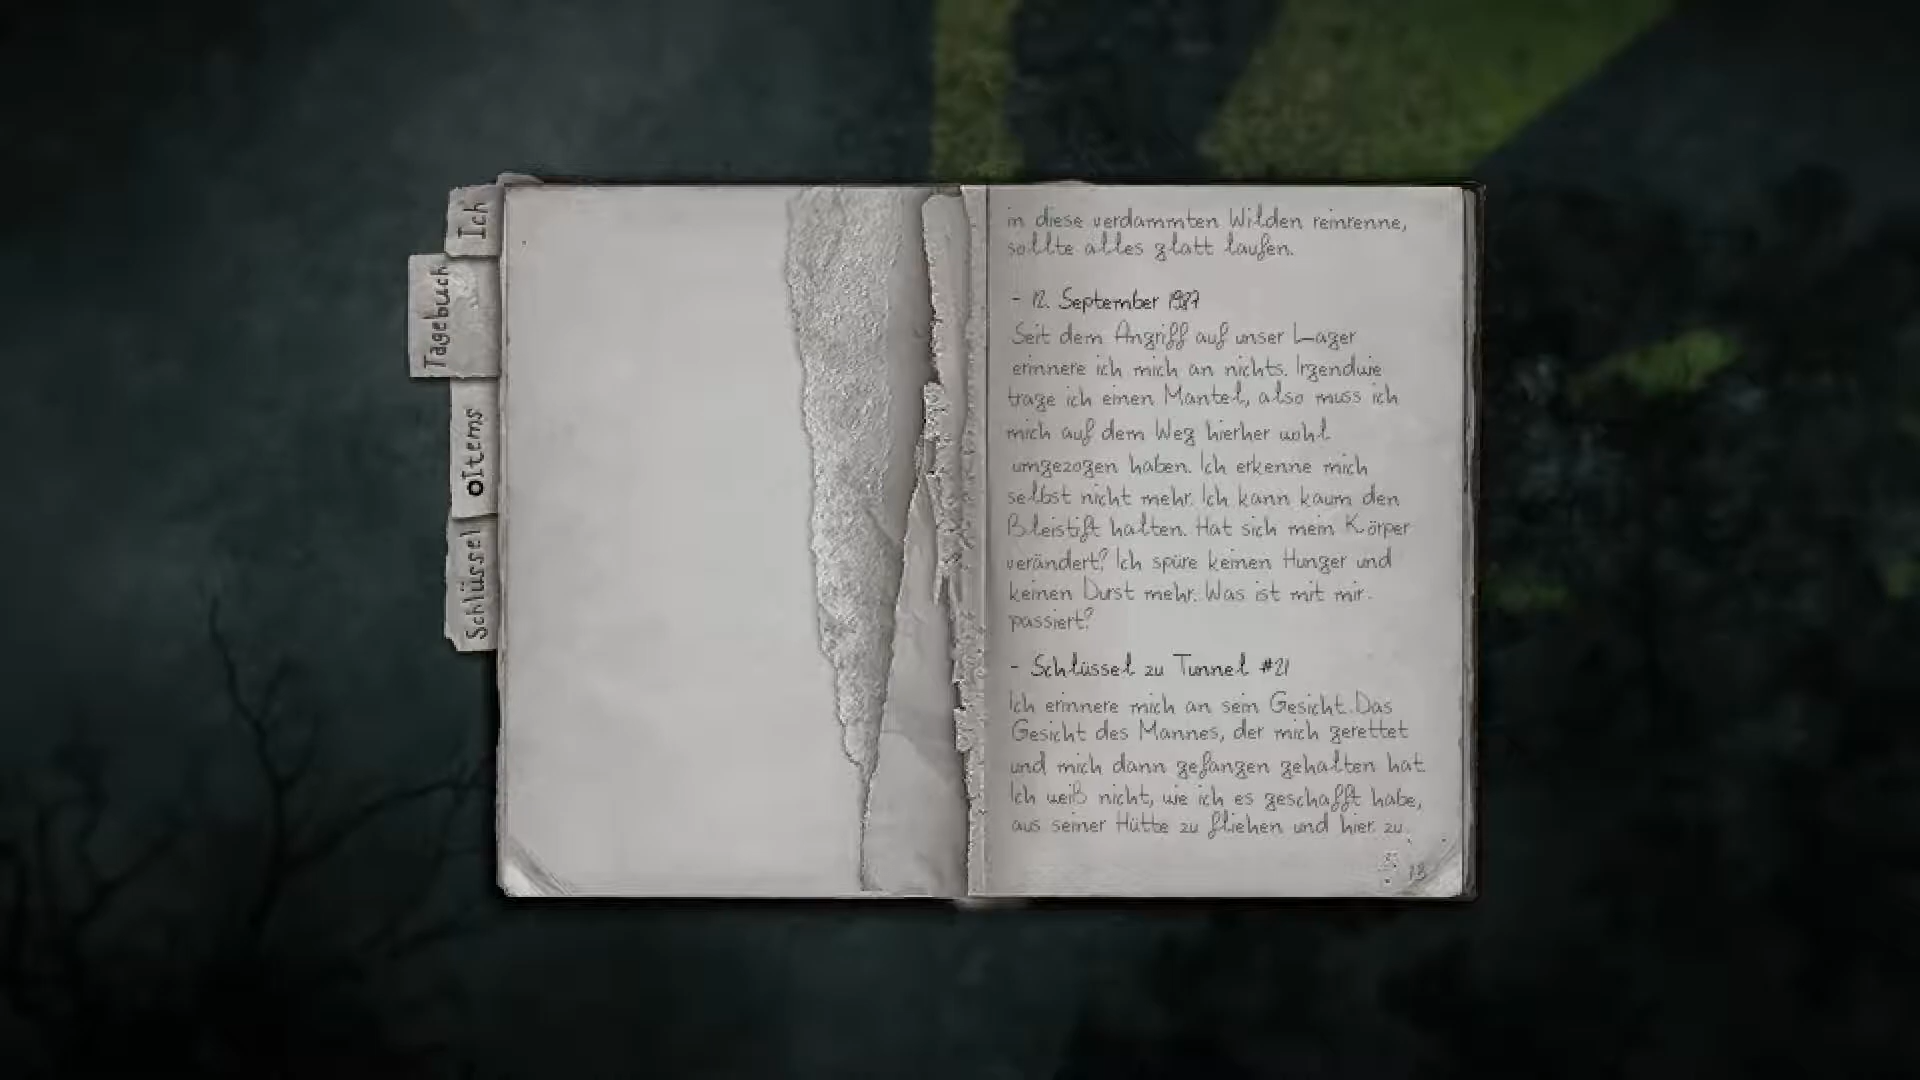 Ich
Tagebuch
oItems
Schlüssel
in diese verdammten Wilden reinrenne,
sollte alles glatt laufen.
- 12. September 1987
Seit dem Angriff auf unser Lager
erinnere ich mich an nichts. Irgendwie
trage ich einen Mantel, also muss ich
mich auf dem Weg hierher wohl
umgezogen haben. Ich erkenne mich
selbst nicht mehr. Ich kann kaum den
Bleistift halten. Hat sich mein Körper
verändert? Ich spüre keinen Hunger und
keinen Durst mehr. Was ist mit mir
passiert?
- Schlüssel zu Tunnel #21
Ich erinnere mich an sein Gesicht. Das
Gesicht des Mannes, der mich gerettet
und mich dann gefangen gehalten hat
Ich weiß nicht, wie ich es geschafft habe,
aus seiner Hütte zu fliehen und hier zu
13